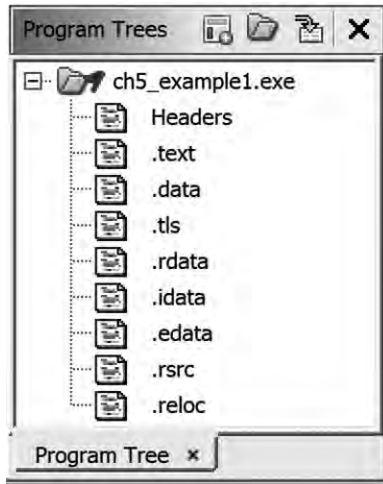 Program Trees
ch5_example1.exe
Headers
.text
.data
.tls
.rdata
.idata
.edata
.rsrc
.reloc
Program Tree ×